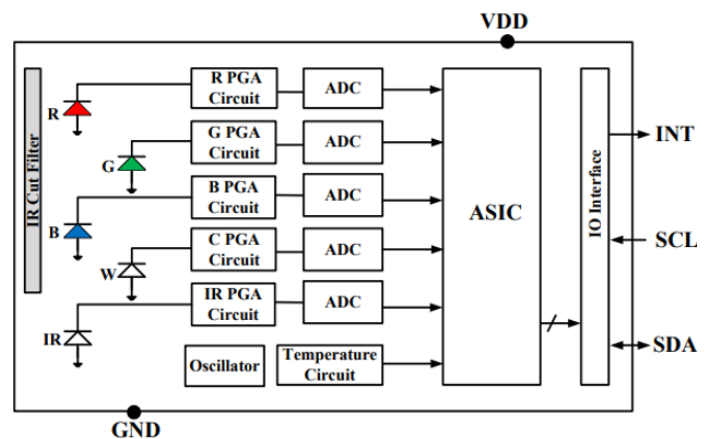 VDD
IR Cut Filter
R
R PGA
Circuit
ADC
G
G PGA
Circuit
ADC
B
B PGA
Circuit
ADC
W
C PGA
Circuit
ADC
IR
IR PGA
Circuit
ADC
Oscillator
Temperature
Circuit
ASIC
IO Interface
INT
SCL
SDA
GND